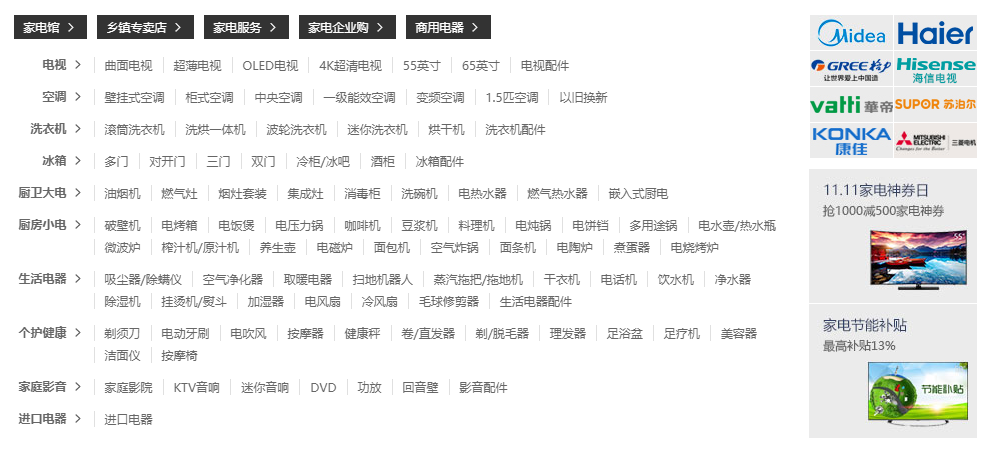 家电馆 乡镇专卖店 家电服务 家电企业购 商用电器
电视 曲面电视 超薄电视 OLED电视 4K超清电视 55英寸 65英寸 电视配件
空调 壁挂式空调 柜式空调 中央空调 一级能效空调 变频空调 1.5匹空调 以旧换新
洗衣机 滚筒洗衣机 洗烘一体机 波轮洗衣机 迷你洗衣机 烘干机 洗衣机配件
冰箱 多门 对开门 三门 双门 冷柜/冰吧 酒柜 冰箱配件
厨卫大电 油烟机 燃气灶 烟灶套装 集成灶 消毒柜 洗碗机 电热水器 燃气热水器 嵌入式厨电
厨房小电 破壁机 电烤箱 电饭煲 电压力锅 咖啡机 豆浆机 料理机 电炖锅 电饼铛 多用途锅 电水壶/热水瓶
微波炉 榨汁机/原汁机 养生壶 电磁炉 面包机 空气炸锅 面条机 电陶炉 煮蛋器 电烧烤炉
生活电器 吸尘器/除螨仪 空气净化器 取暖电器 扫地机器人 蒸汽拖把/拖地机 干衣机 电话机 饮水机 净水器
除湿机 挂烫机/熨斗 加湿器 电风扇 冷风扇 毛球修剪器 生活电器配件
个护健康 剃须刀 电动牙刷 电吹风 按摩器 健康秤 卷/直发器 剃/脱毛器 理发器 足浴盆 足疗机 美容器
洁面仪 按摩椅
家庭影音 家庭影院 KTV音响 迷你音响 DVD 功放 回音壁 影音配件
进口电器 进口电器
Midea Haier
GREE格力 Hisense
让世界爱上中国造 海信电视
vatti華帝 SUPOR 苏泊尔
KONKA MITSUBISHI ELECTRIC 三菱电机
康佳 Changes for the Better
11.11家电神券日
抢1000减500家电神券
55"
家电节能补贴
最高补贴13%
节能补贴